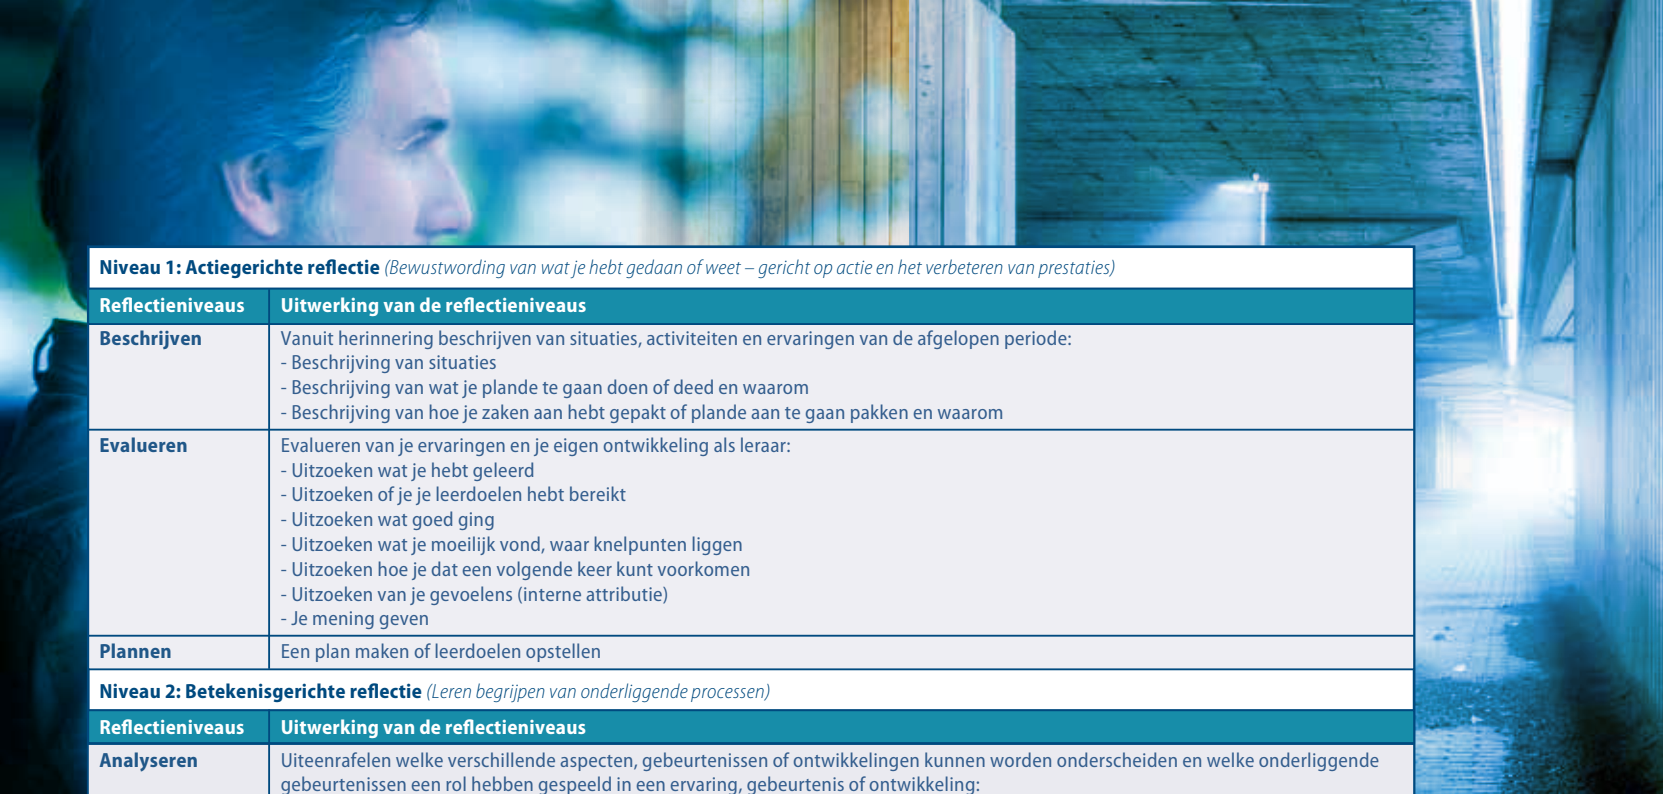 Niveau 1: Actiegerichte reflectie (Bewustwording van wat je hebt gedaan of weet – gericht op actie en het verbeteren van prestaties)
Reflectieniveaus Uitwerking van de reflectieniveaus
Beschrijven Vanuit herinnering beschrijven van situaties, activiteiten en ervaringen van de afgelopen periode:
- Beschrijving van situaties
- Beschrijving van wat je plande te gaan doen of deed en waarom
- Beschrijving van hoe je zaken aan hebt gepakt of plande aan te gaan pakken en waarom
Evalueren Evalueren van je ervaringen en je eigen ontwikkeling als leraar:
- Uitzoeken wat je hebt geleerd
- Uitzoeken of je je leerdoelen hebt bereikt
- Uitzoeken wat goed ging
- Uitzoeken wat je moeilijk vond, waar knelpunten liggen
- Uitzoeken hoe je dat een volgende keer kunt voorkomen
- Uitzoeken van je gevoelens (interne attributie)
- Je mening geven
Plannen Een plan maken of leerdoelen opstellen
Niveau 2: Betekenisgerichte reflectie (Leren begrijpen van onderliggende processen)
Reflectieniveaus Uitwerking van de reflectieniveaus
Analyseren Uiteenrafelen welke verschillende aspecten, gebeurtenissen of ontwikkelingen kunnen worden onderscheiden en welke onderliggende
gebeurtenissen een rol hebben gespeeld in een ervaring, gebeurtenis of ontwikkeling: